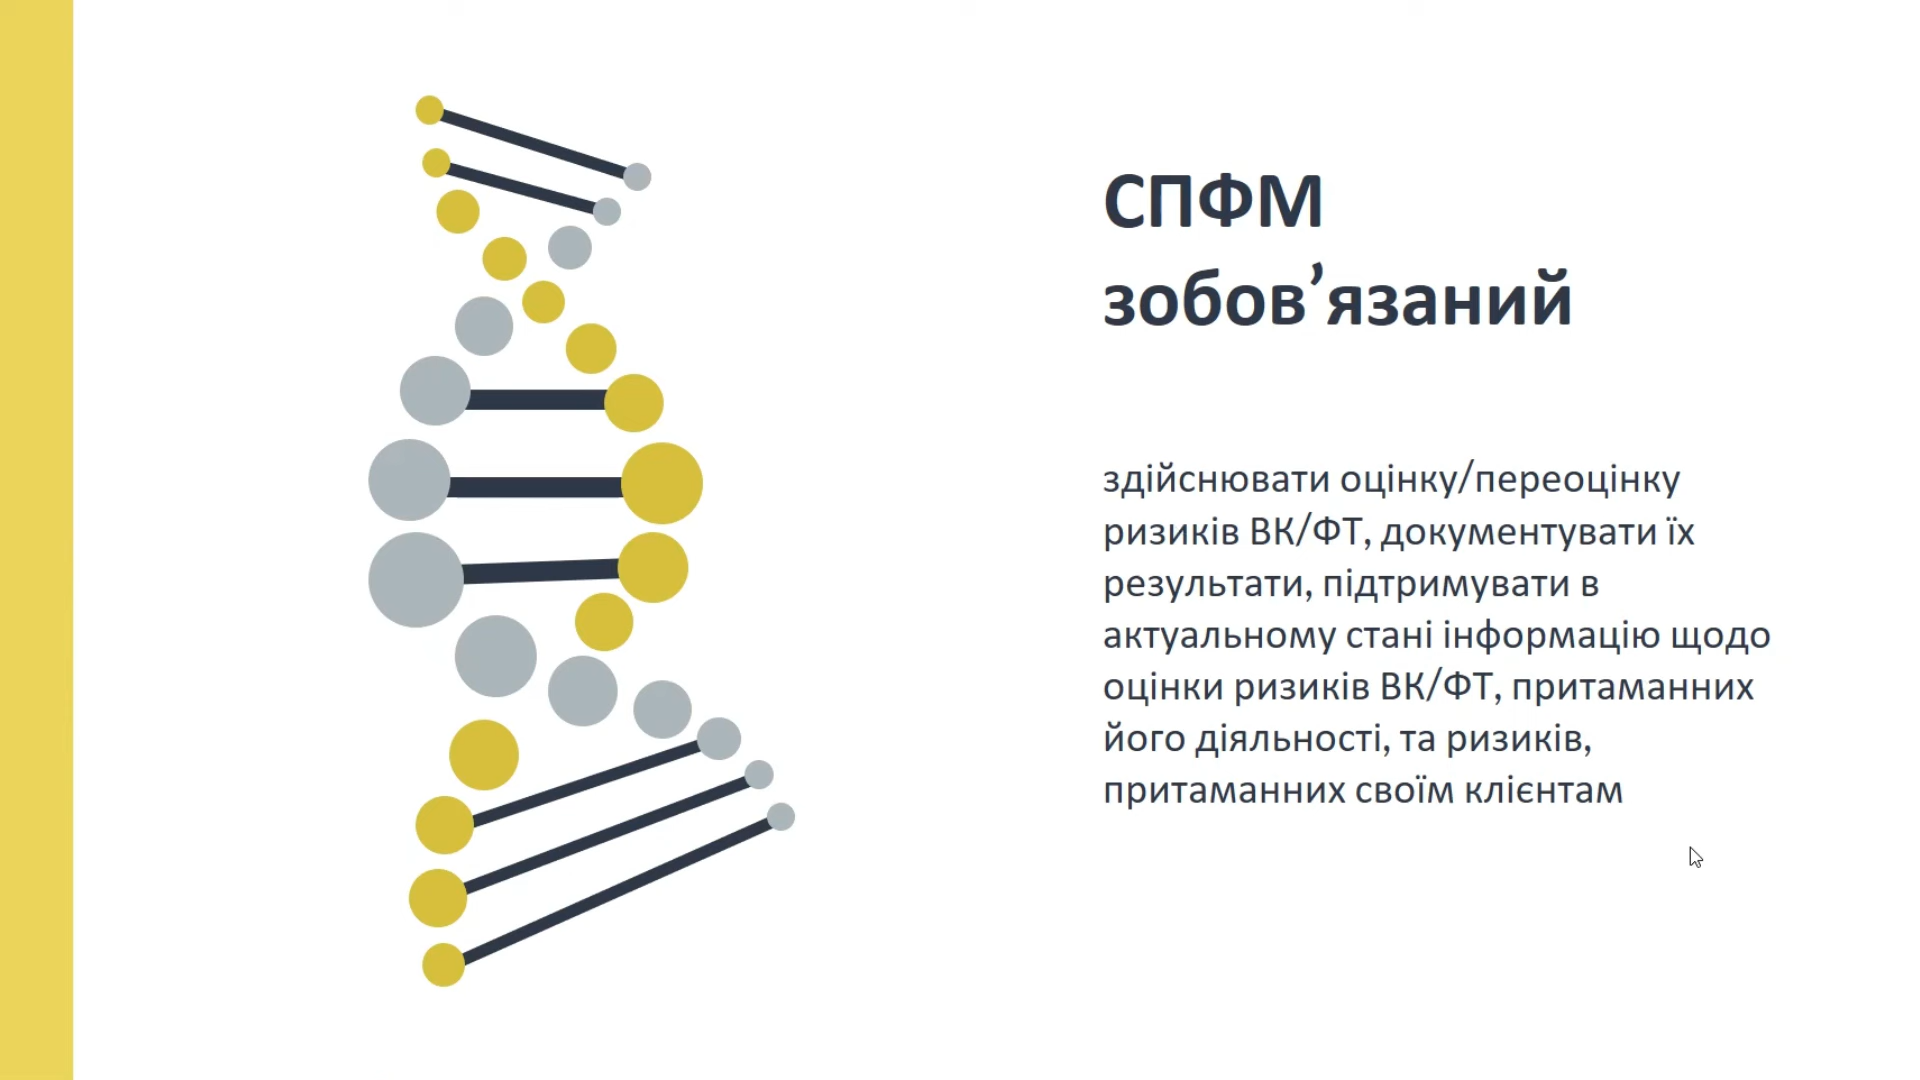 СПФМ
зобов’язаний
здійснювати оцінку/переоцінку
ризиків ВК/ФТ, документувати їх
результати, підтримувати в
актуальному стані інформацію щодо
оцінки ризиків ВК/ФТ, притаманних
його діяльності, та ризиків,
притаманних своїм клієнтам